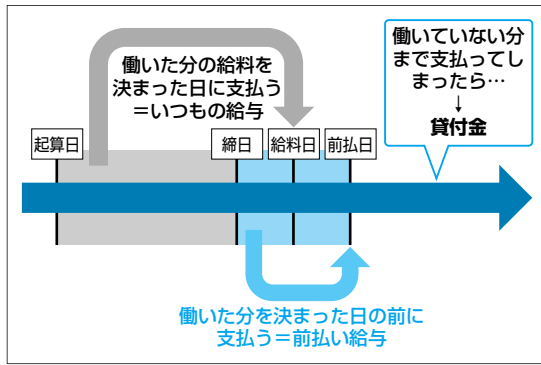 働いた分の給料を
決まった日に支払う
＝いつもの給与
働いていない分
まで支払ってし
まったら…
↓
貸付金
起算日
締日
給料日
前払日
働いた分を決まった日の前に
支払う＝前払い給与